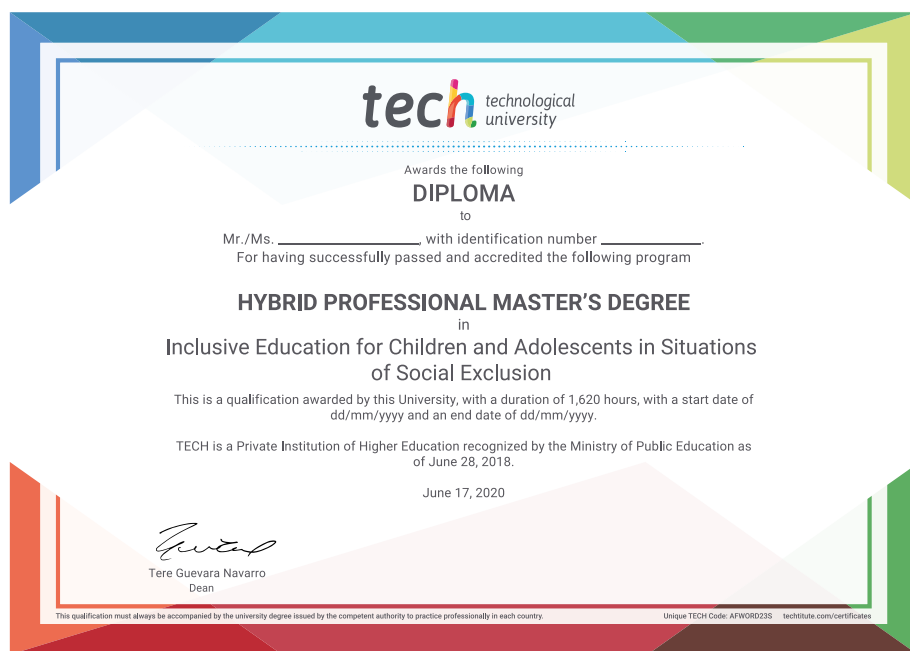 tech technological
university
Awards the following
DIPLOMA
to
Mr./Ms. ____________________, with identification number ______________.
For having successfully passed and accredited the following program
HYBRID PROFESSIONAL MASTER'S DEGREE
in
Inclusive Education for Children and Adolescents in Situations
of Social Exclusion
This is a qualification awarded by this University, with a duration of 1,620 hours, with a start date of
dd/mm/yyyy and an end date of dd/mm/yyyy.
TECH is a Private Institution of Higher Education recognized by the Ministry of Public Education as
of June 28, 2018.
June 17, 2020
Tere Guevara Navarro
Dean
This qualification must always be accompanied by the university degree issued by the competent authority to practice professionally in each country. Unique TECH Code: AFWORD23S techtitute.com/certificates